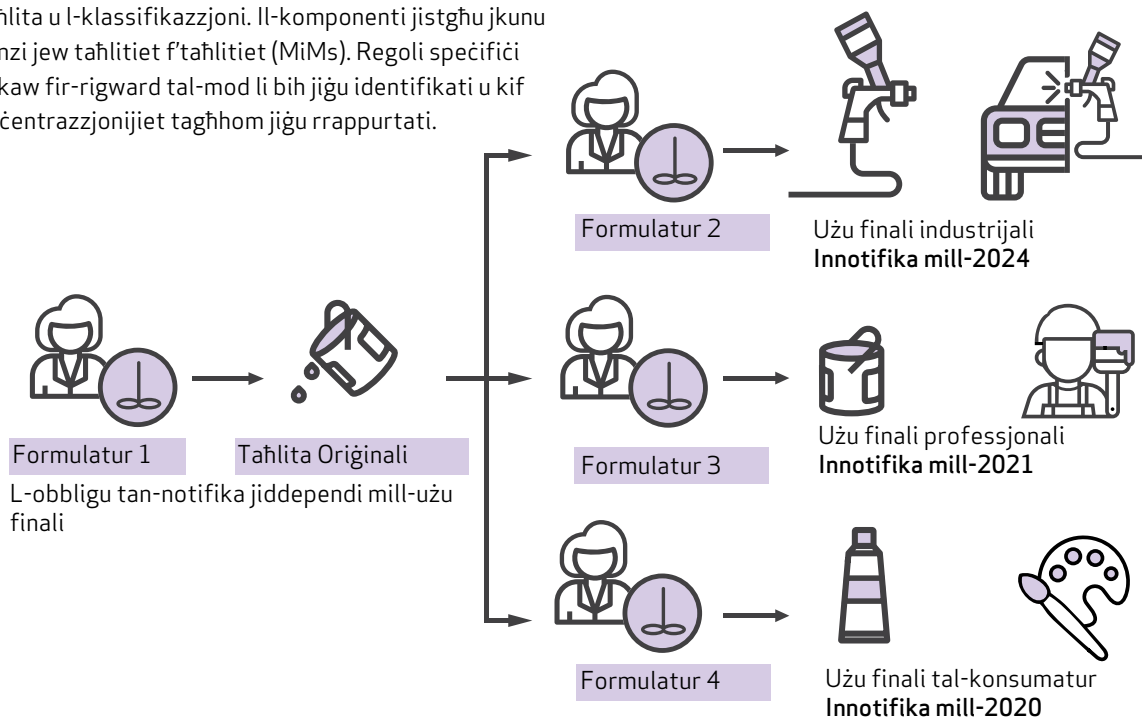 ħlita u l-klassifikazzjoni. Il-komponenti jistgħu jkunu
nzi jew taħlitiet f'taħlitiet (MiMs). Regoli speċifiċi
kaw fir-rigward tal-mod li bih jiġu identifikati u kif
ċentrazzjonijiet tagħhom jiġu rrappurtati.
Formulatur 2
Użu finali industrijali
Innotifika mill-2024
Formulatur 1
Taħlita Oriġinali
L-obbligu tan-notifika jiddependi mill-użu
finali
Formulatur 3
Użu finali professjonali
Innotifika mill-2021
Formulatur 4
Użu finali tal-konsumatur
Innotifika mill-2020